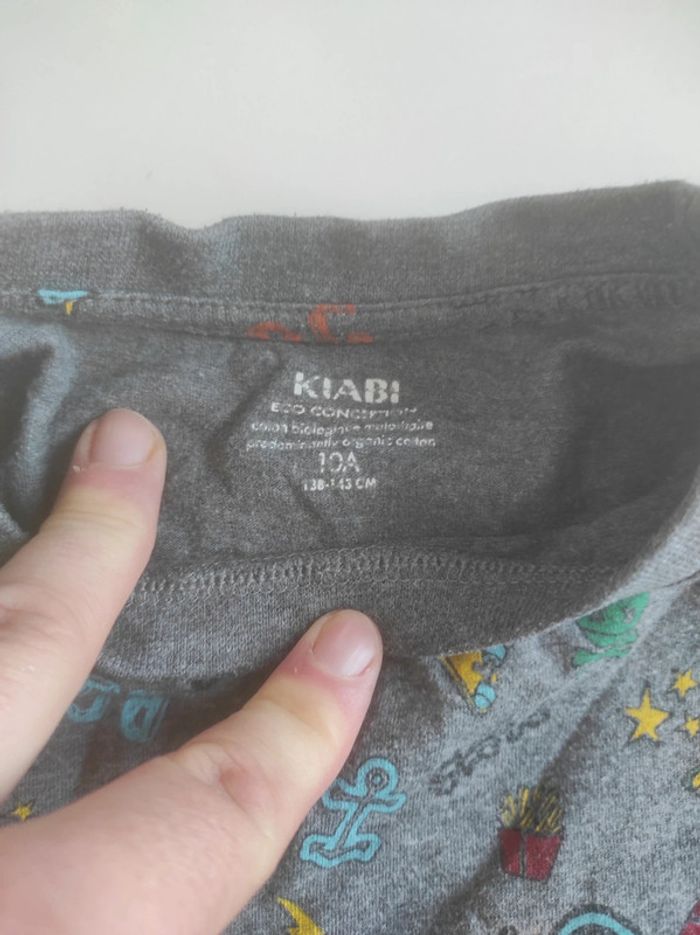 KIABI
ECO CONCEPTION
coton biologique majoritaire
predominantly organic cotton
10A
138-143 CM